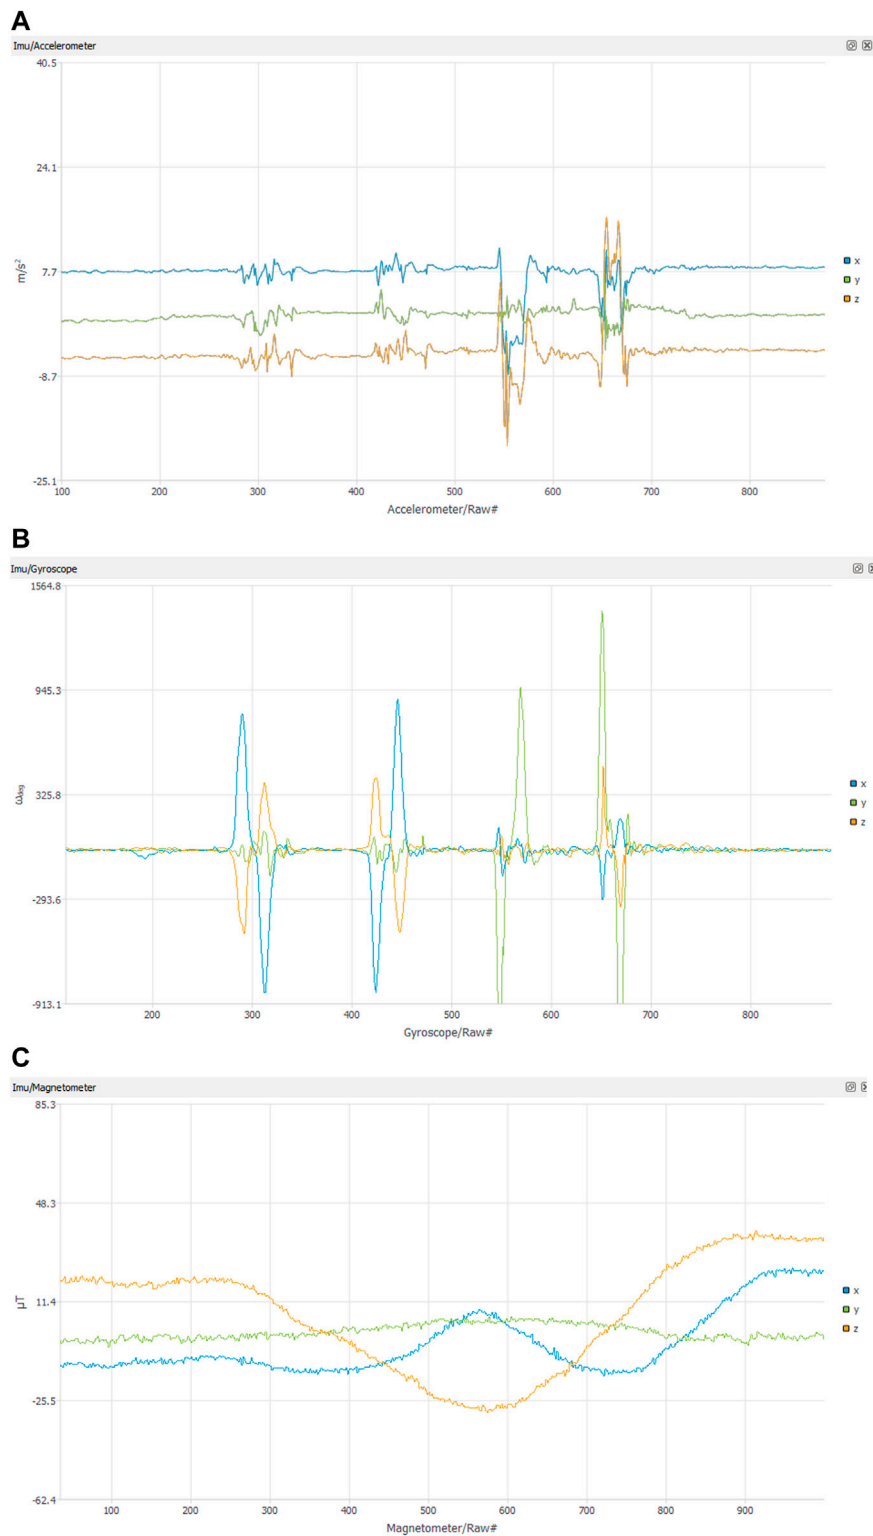 A
Imu/Accelerometer
40.5
24.1
7.7
-8.7
-25.1
m/s²
x
y
z
100 200 300 400 500 600 700 800
Accelerometer/Raw#
B
Imu/Gyroscope
1564.8
945.3
325.8
-293.6
-913.1
ωdeg
x
y
z
200 300 400 500 600 700 800
Gyroscope/Raw#
C
Imu/Magnetometer
85.3
48.3
11.4
-25.5
-62.4
µT
x
y
z
100 200 300 400 500 600 700 800 900
Magnetometer/Raw#